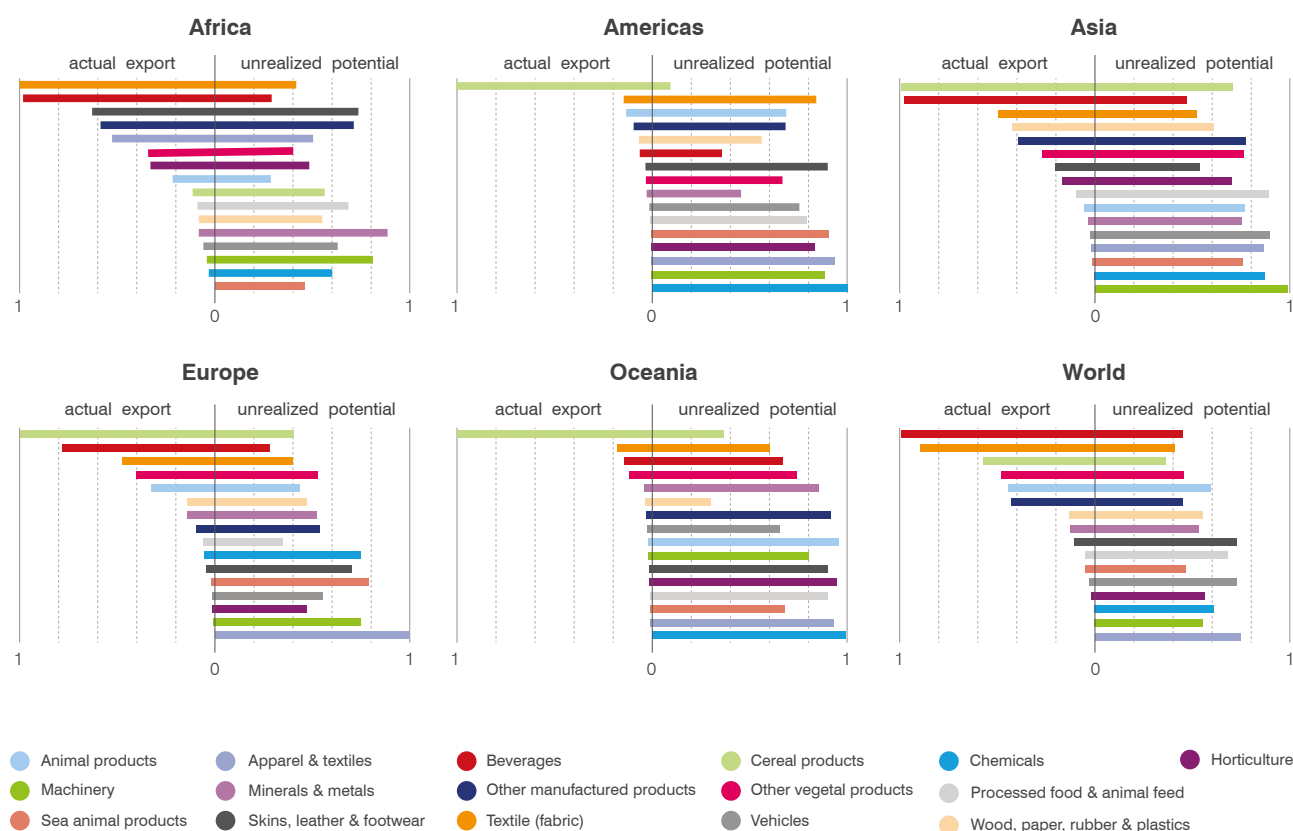 Africa
Americas
Asia
actual export unrealized potential
actual export unrealized potential
actual export unrealized potential
1 0 1
1 0 1
1 0 1
Europe
Oceania
World
actual export unrealized potential
actual export unrealized potential
actual export unrealized potential
1 0 1
1 0 1
1 0 1
Animal products
Apparel & textiles
Beverages
Cereal products
Chemicals
Horticulture
Machinery
Minerals & metals
Other manufactured products
Other vegetal products
Processed food & animal feed
Sea animal products
Skins, leather & footwear
Textile (fabric)
Vehicles
Wood, paper, rubber & plastics